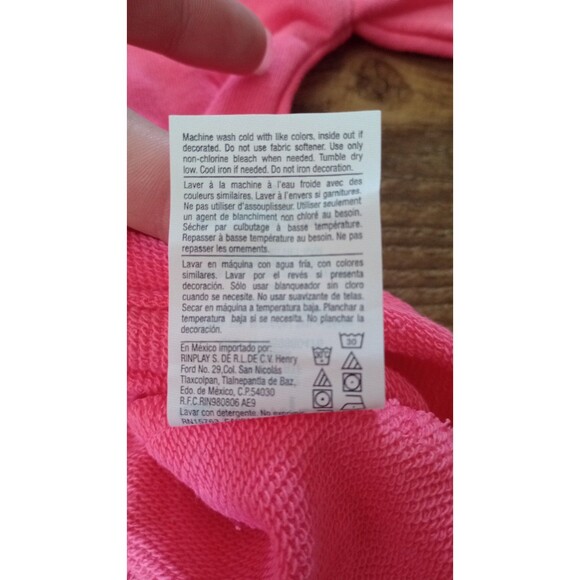 Machine wash cold with like colors, inside out if
decorated. Do not use fabric softener. Use only
non-chlorine bleach when needed. Tumble dry
low. Cool iron if needed. Do not iron decoration.
Laver à la machine à l'eau froide avec des
couleurs similaires. Laver à l'envers si garnitures.
Ne pas utiliser d'assouplisseur. Utiliser seulement
un agent de blanchiment non chloré au besoin.
Sécher par culbutage à basse température.
Repasser à basse température au besoin. Ne pas
repasser les ornements.
Lavar en máquina con agua fría, con colores
similares. Lavar por el revés si presenta
decoración. Sólo usar blanqueador sin cloro
cuando se necesite. No usar suavizante de telas.
Secar en máquina a temperatura baja. Planchar a
temperatura baja si se necesita. No planchar la
decoración.
En México importado por:
RINPLAY S. DE R.L.DE C.V. Henry
Ford No. 29,Col. San Nicolás
Tlaxcolpan, Tlalnepantla de Baz,
Edo. de México, C.P.54030
R.F.C.RIN980806 AE9
Lavar con detergente. No
30